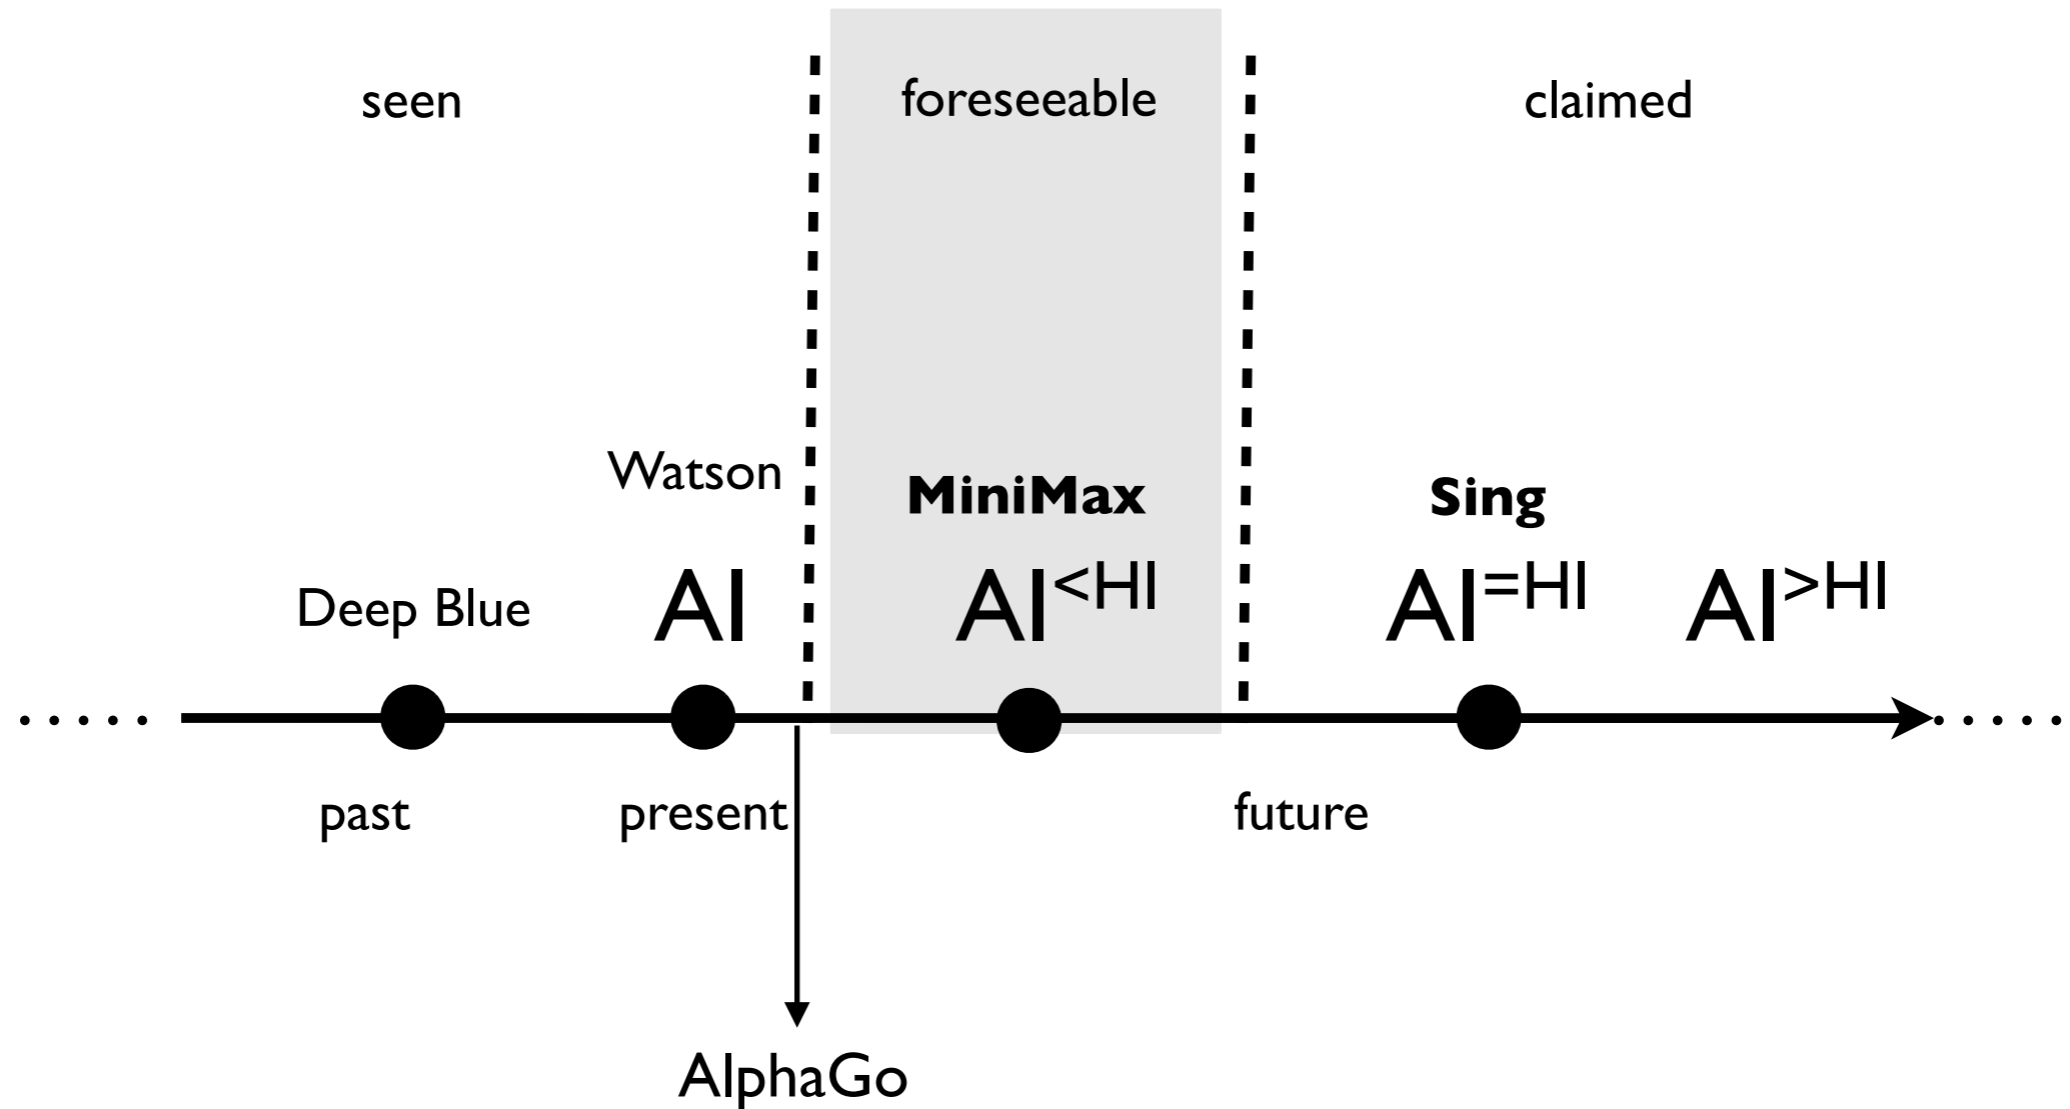 seen
foreseeable
claimed
Watson
MiniMax
Sing
Deep Blue
AI
AI<HI
AI=HI
AI>HI
past
present
future
AlphaGo